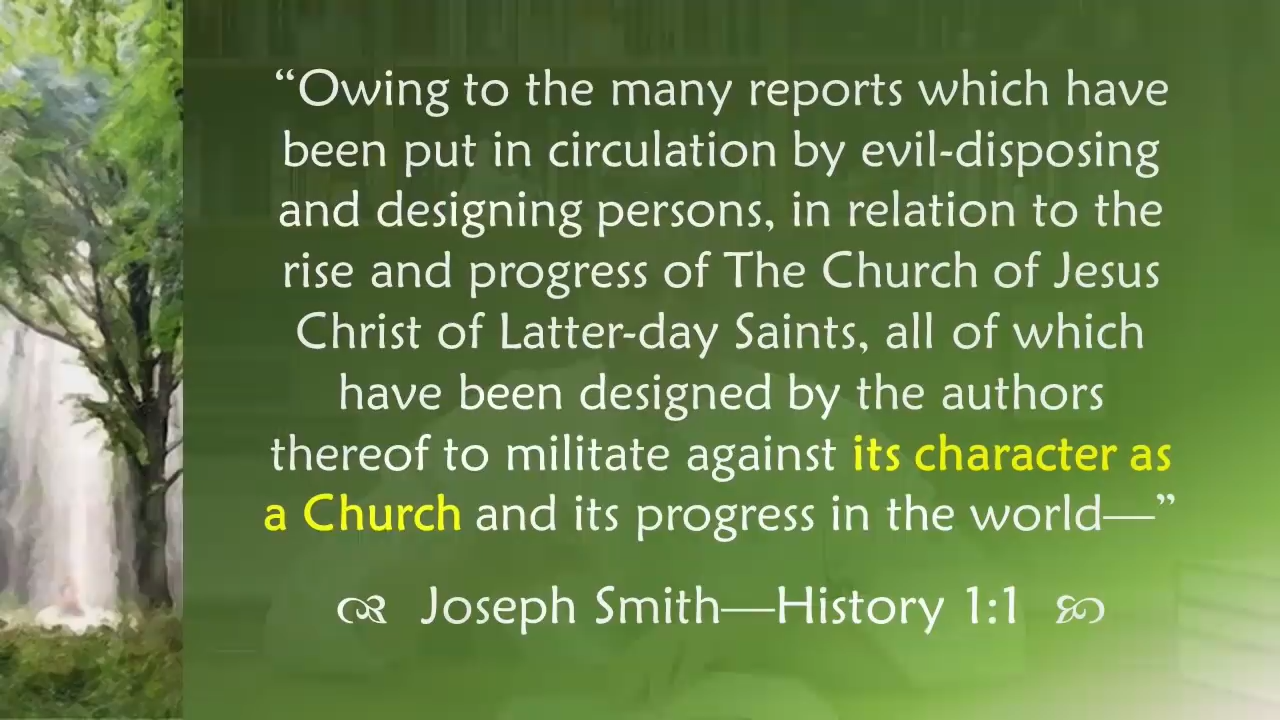 “Owing to the many reports which have
been put in circulation by evil-disposing
and designing persons, in relation to the
rise and progress of The Church of Jesus
Christ of Latter-day Saints, all of which
have been designed by the authors
thereof to militate against its character as
a Church and its progress in the world—”
Joseph Smith—History 1:1